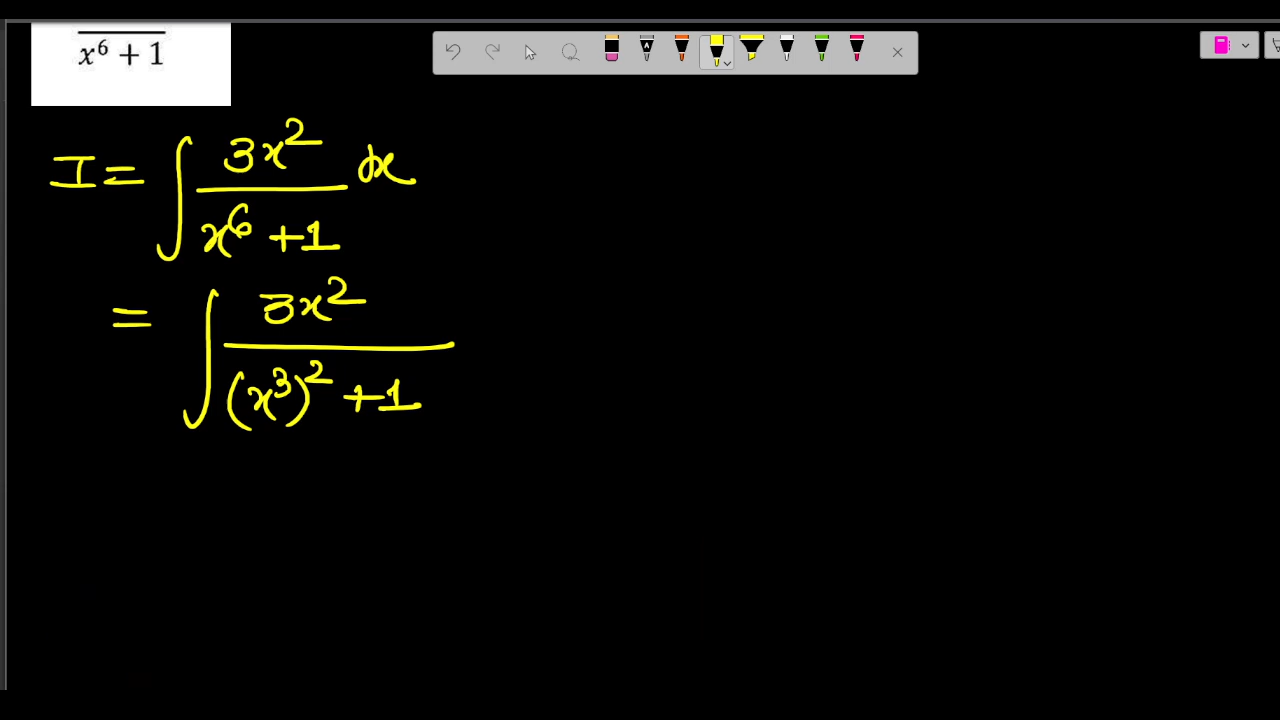 x⁶ + 1
I = ∫ 3x² / x⁶ + 1 dx
= ∫ 3x² / (x³)² + 1